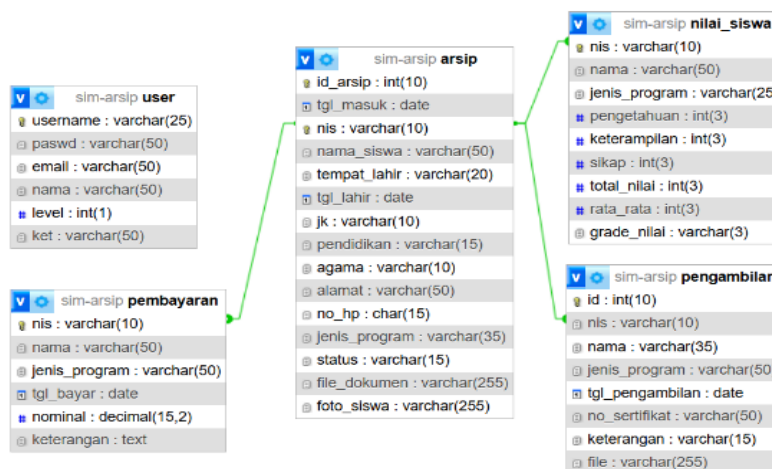 sim-arsip user
username : varchar(25)
paswd : varchar(50)
email : varchar(50)
nama : varchar(50)
level : int(1)
ket : varchar(50)
sim-arsip pembayaran
nis : varchar(10)
nama : varchar(50)
jenis_program : varchar(50)
tgl_bayar : date
nominal : decimal(15,2)
keterangan : text
sim-arsip arsip
id_arsip : int(10)
tgl_masuk : date
nis : varchar(10)
nama_siswa : varchar(50)
tempat_lahir : varchar(20)
tgl_lahir : date
jk : varchar(10)
pendidikan : varchar(15)
agama : varchar(10)
alamat : varchar(50)
no_hp : char(15)
jenis_program : varchar(35)
status : varchar(15)
file_dokumen : varchar(255)
foto_siswa : varchar(255)
sim-arsip nilai_siswa
nis : varchar(10)
nama : varchar(50)
jenis_program : varchar(25
pengetahuan : int(3)
keterampilan : int(3)
sikap : int(3)
total_nilai : int(3)
rata_rata : int(3)
grade_nilai : varchar(3)
sim-arsip pengambilan
id : int(10)
nis : varchar(10)
nama : varchar(35)
jenis_program : varchar(50
tgl_pengambilan : date
no_sertifikat : varchar(50)
keterangan : varchar(15)
file : varchar(255)